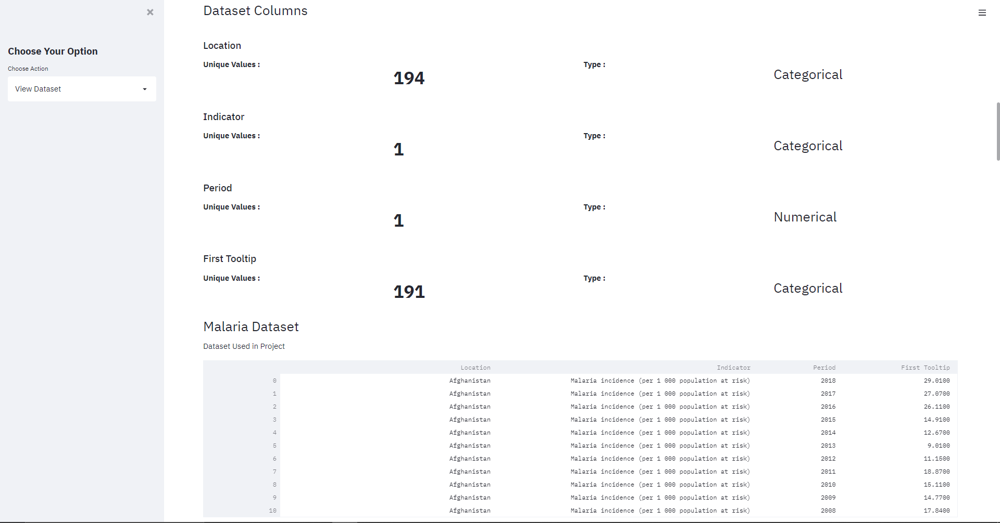 Choose Your Option
Choose Action
View Dataset
Dataset Columns
Location
Unique Values :
194
Type :
Categorical
Indicator
Unique Values :
1
Type :
Categorical
Period
Unique Values :
1
Type :
Numerical
First Tooltip
Unique Values :
191
Type :
Categorical
Malaria Dataset
Dataset Used in Project
Location Indicator Period First Tooltip
0 Afghanistan Malaria incidence (per 1 000 population at risk) 2018 29.0100
1 Afghanistan Malaria incidence (per 1 000 population at risk) 2017 27.0700
2 Afghanistan Malaria incidence (per 1 000 population at risk) 2016 26.1100
3 Afghanistan Malaria incidence (per 1 000 population at risk) 2015 14.9100
4 Afghanistan Malaria incidence (per 1 000 population at risk) 2014 12.6700
5 Afghanistan Malaria incidence (per 1 000 population at risk) 2013 9.0100
6 Afghanistan Malaria incidence (per 1 000 population at risk) 2012 11.1500
7 Afghanistan Malaria incidence (per 1 000 population at risk) 2011 18.8700
8 Afghanistan Malaria incidence (per 1 000 population at risk) 2010 15.1100
9 Afghanistan Malaria incidence (per 1 000 population at risk) 2009 14.7700
10 Afghanistan Malaria incidence (per 1 000 population at risk) 2008 17.8400